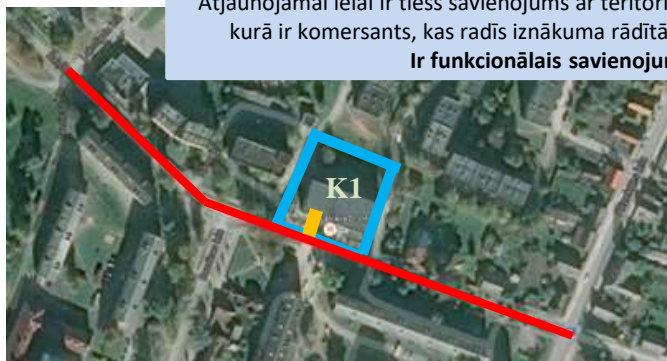 Atjaunojamai ielai ir tiešs savienojums ar teritori
kurā ir komersants, kas radīs iznākuma rādītā
Ir funkcionālais savienojum
K1